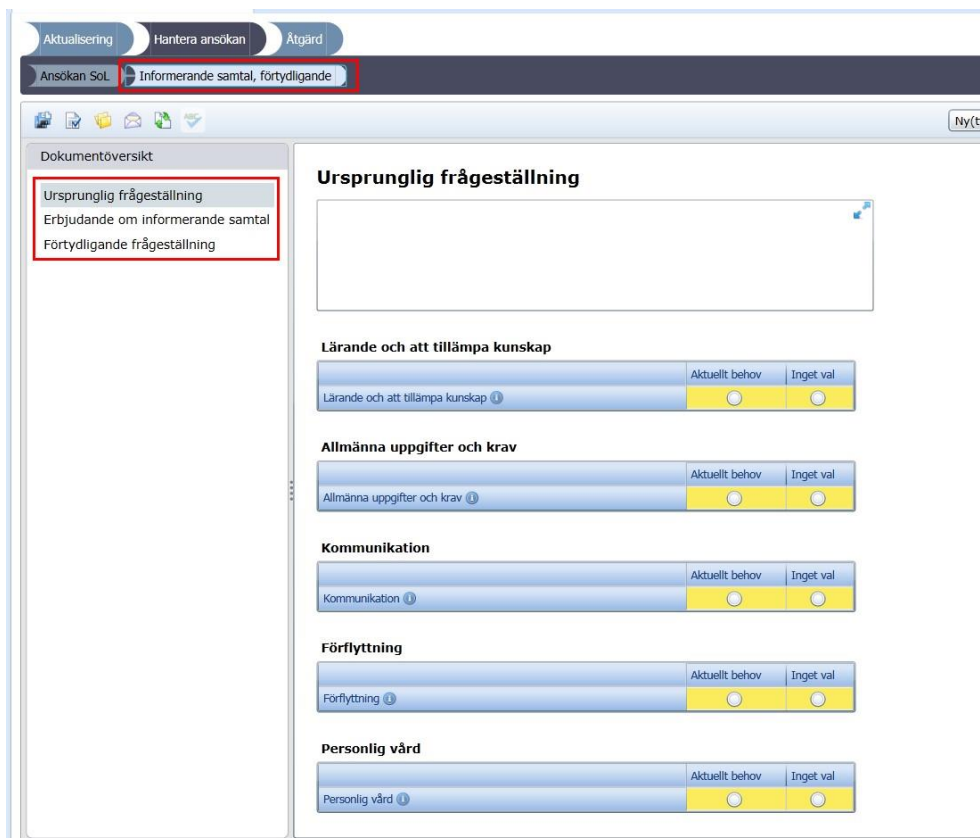 Aktualisering Hantera ansökan Åtgärd
Ansökan SoL Informerande samtal, förtydligande
Ny(t
Dokumentöversikt
Ursprunglig frågeställning
Erbjudande om informerande samtal
Förtydligande frågeställning
Ursprunglig frågeställning
Lärande och att tillämpa kunskap
Aktuellt behov Inget val
Lärande och att tillämpa kunskap
Allmänna uppgifter och krav
Aktuellt behov Inget val
Allmänna uppgifter och krav
Kommunikation
Aktuellt behov Inget val
Kommunikation
Förflyttning
Aktuellt behov Inget val
Förflyttning
Personlig vård
Aktuellt behov Inget val
Personlig vård